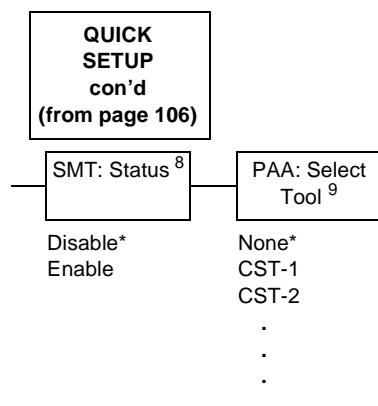 QUICK
SETUP
con'd
(from page 106)
SMT: Status 8
PAA: Select
Tool 9
Disable*
Enable
None*
CST-1
CST-2
.
.
.